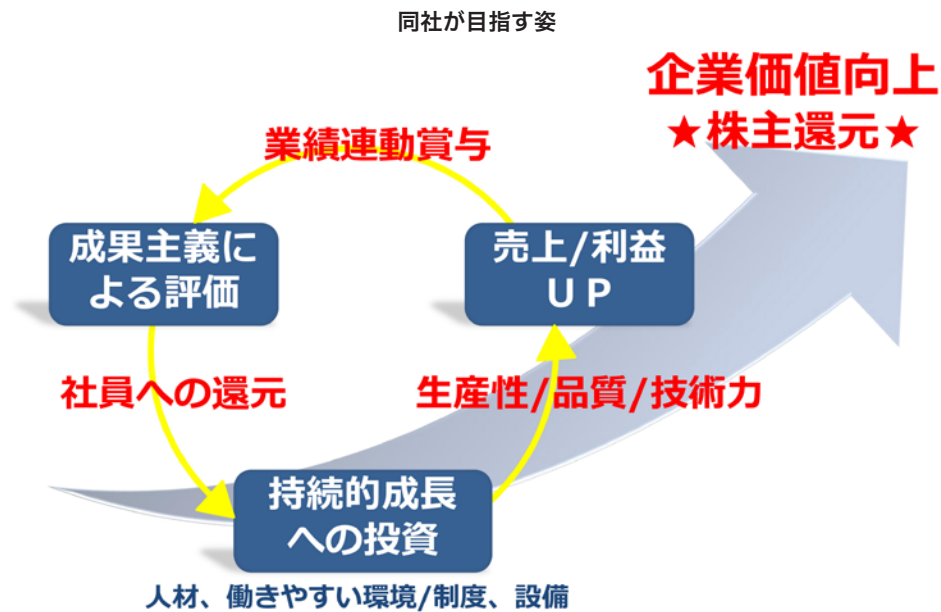 同社が目指す姿
企業価値向上
★株主還元★
業績連動賞与
成果主義に
よる評価
売上/利益
ＵＰ
社員への還元
生産性/品質/技術力
持続的成長
への投資
人材、働きやすい環境/制度、設備